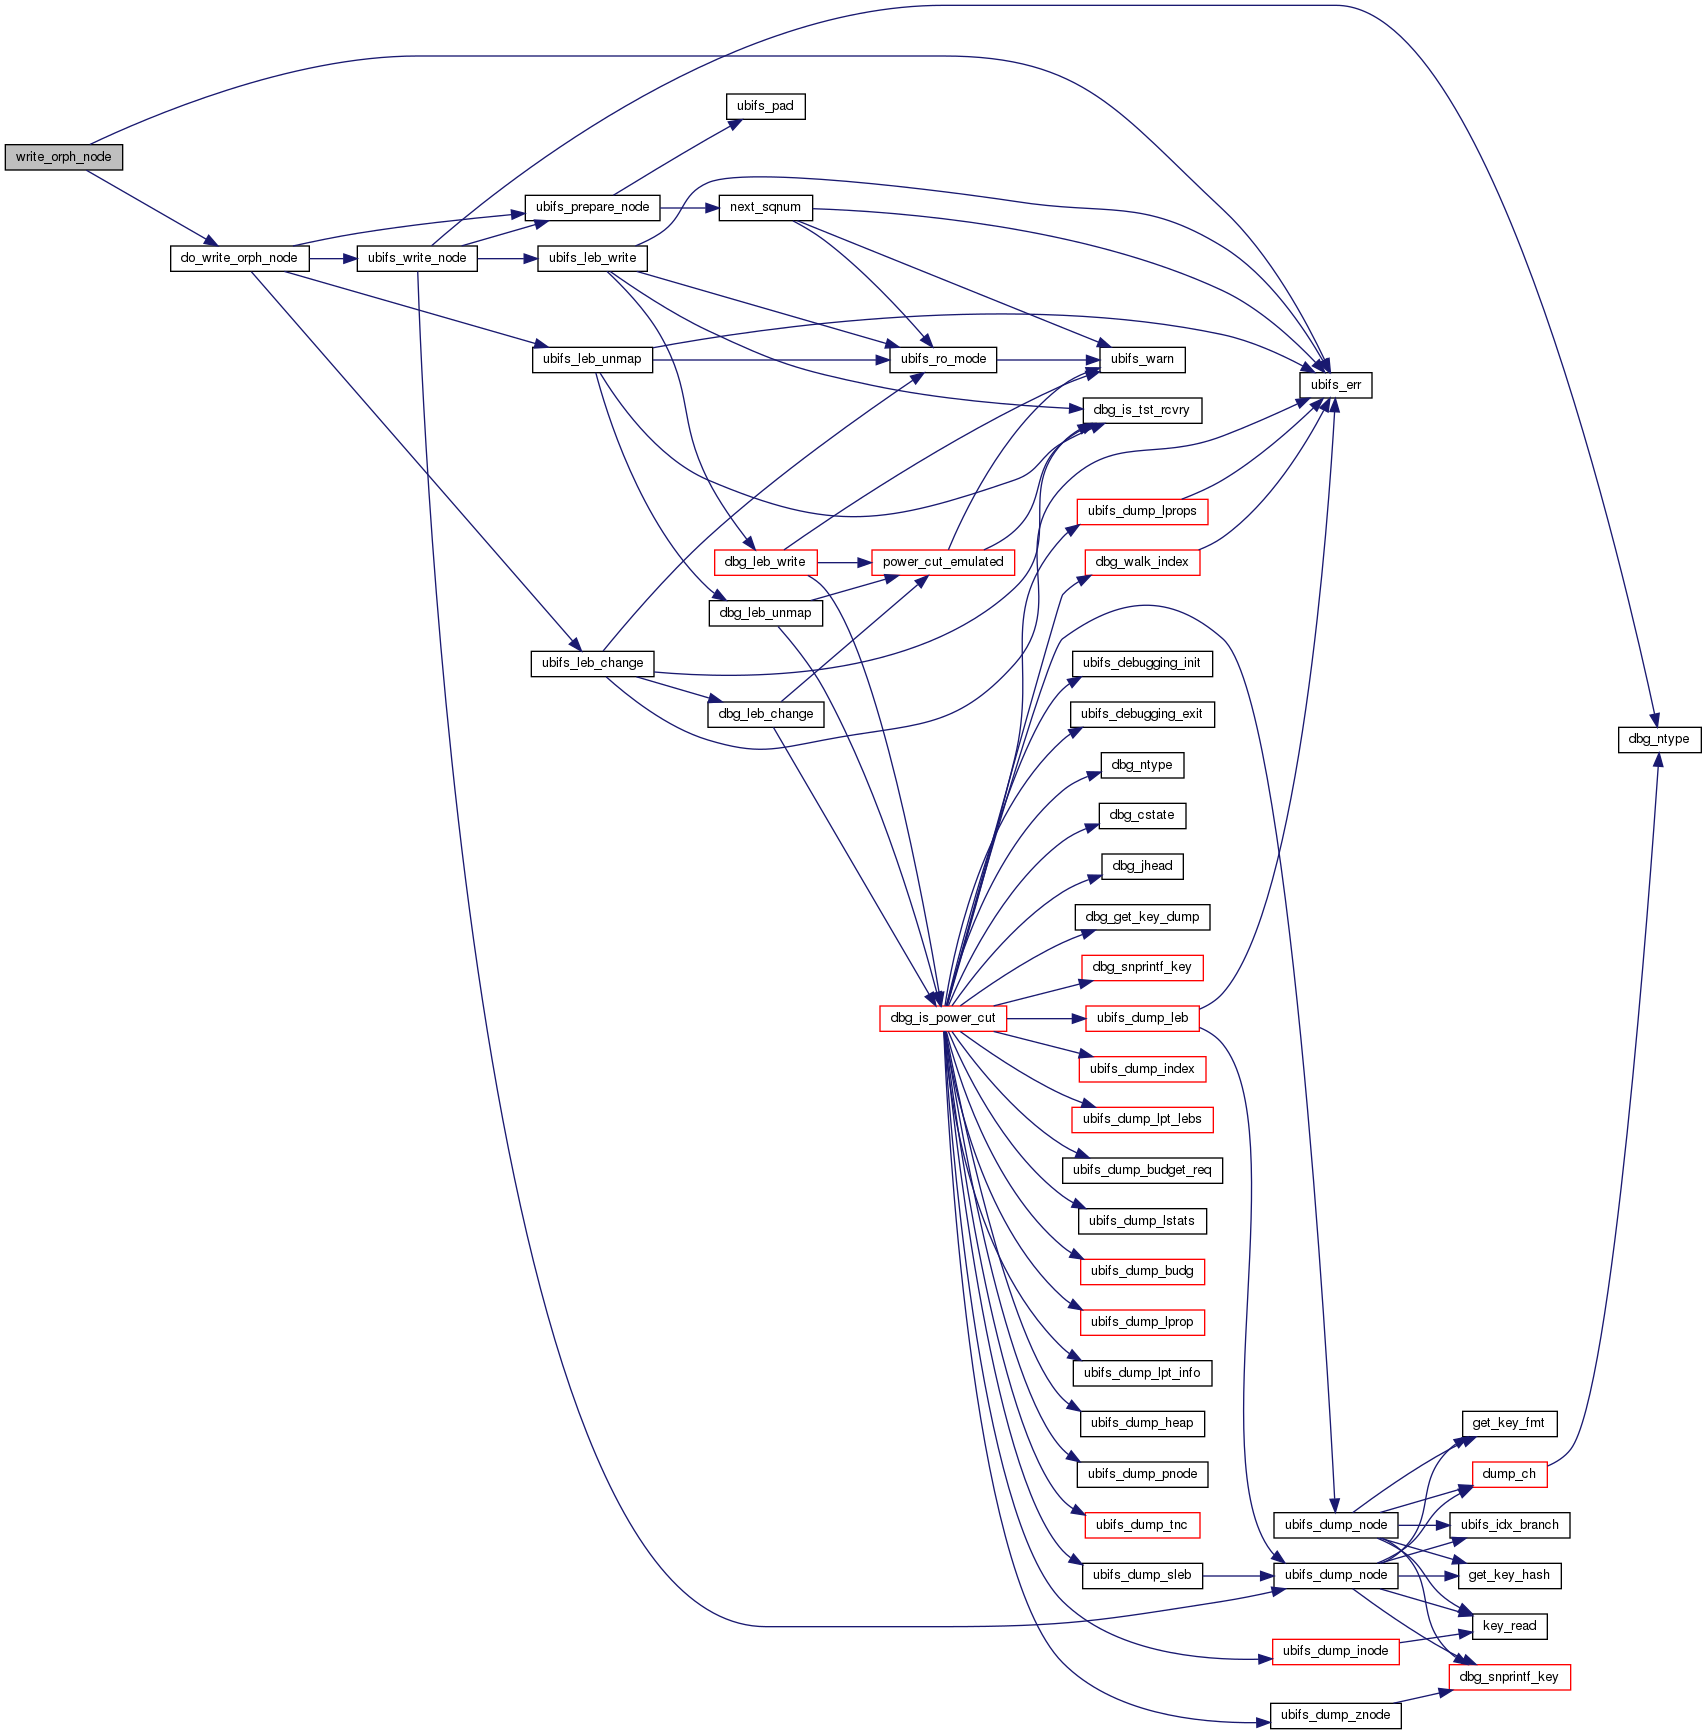 write_orph_node
do_write_orph_node
ubifs_prepare_node
ubifs_pad
next_sqnum
ubifs_write_node
ubifs_leb_write
ubifs_leb_unmap
ubifs_ro_mode
ubifs_warn
ubifs_err
dbg_is_tst_rcvry
ubifs_dump_lprops
dbg_leb_write
power_cut_emulated
dbg_walk_index
dbg_leb_unmap
ubifs_leb_change
dbg_leb_change
ubifs_debugging_init
ubifs_debugging_exit
dbg_ntype
dbg_ntype
dbg_cstate
dbg_jhead
dbg_get_key_dump
dbg_snprintf_key
dbg_is_power_cut
ubifs_dump_leb
ubifs_dump_index
ubifs_dump_lpt_lebs
ubifs_dump_budget_req
ubifs_dump_lstats
ubifs_dump_budg
ubifs_dump_lprop
ubifs_dump_lpt_info
ubifs_dump_heap
ubifs_dump_pnode
ubifs_dump_tnc
ubifs_dump_sleb
ubifs_dump_node
ubifs_dump_node
ubifs_dump_inode
ubifs_dump_znode
get_key_fmt
dump_ch
ubifs_idx_branch
get_key_hash
key_read
dbg_snprintf_key